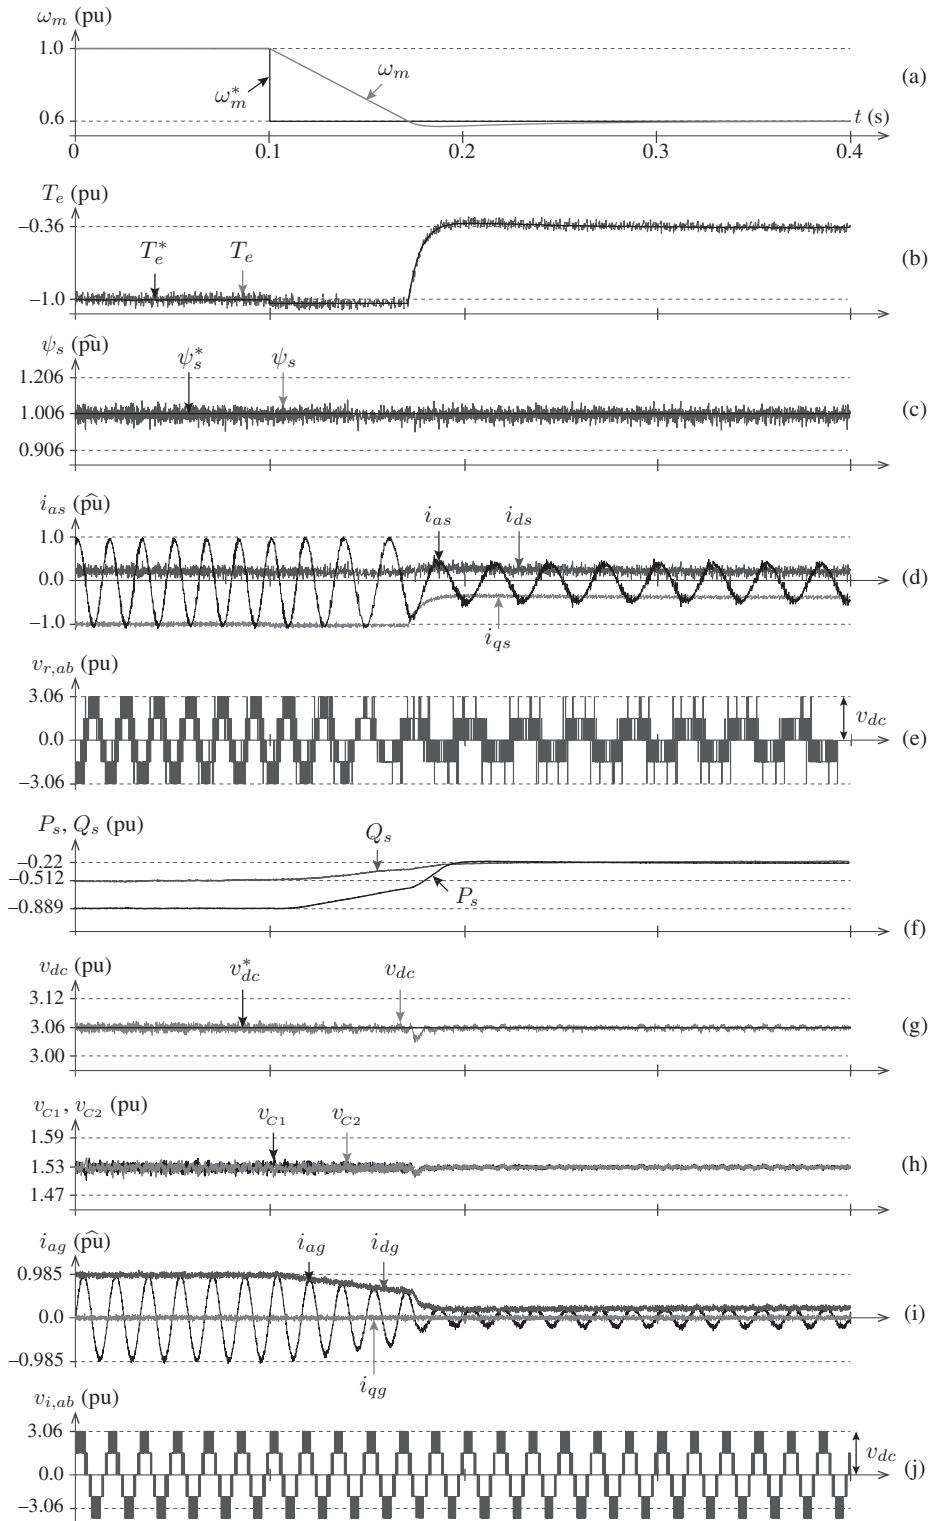 ω_m (pu)
1.0
ω_m
ω*_m
(a)
0.6
t (s)
0 0.1 0.2 0.3 0.4
T_e (pu)
−0.36
T*_e T_e
(b)
−1.0
ψ_s (p̂u)
ψ*_s ψ_s
1.206
1.006
(c)
0.906
i_as (p̂u)
i_as i_ds
1.0
0.0
(d)
−1.0
i_qs
v_r,ab (pu)
3.06
v_dc
0.0
(e)
−3.06
P_s, Q_s (pu)
Q_s
−0.22
−0.512
P_s
−0.889
(f)
v_dc (pu)
v*_dc v_dc
3.12
3.06
(g)
3.00
v_C1, v_C2 (pu)
v_C1 v_C2
1.59
1.53
(h)
1.47
i_ag (p̂u)
i_ag i_dg
0.985
0.0
(i)
−0.985
i_qg
v_i,ab (pu)
3.06
v_dc
0.0
(j)
−3.06